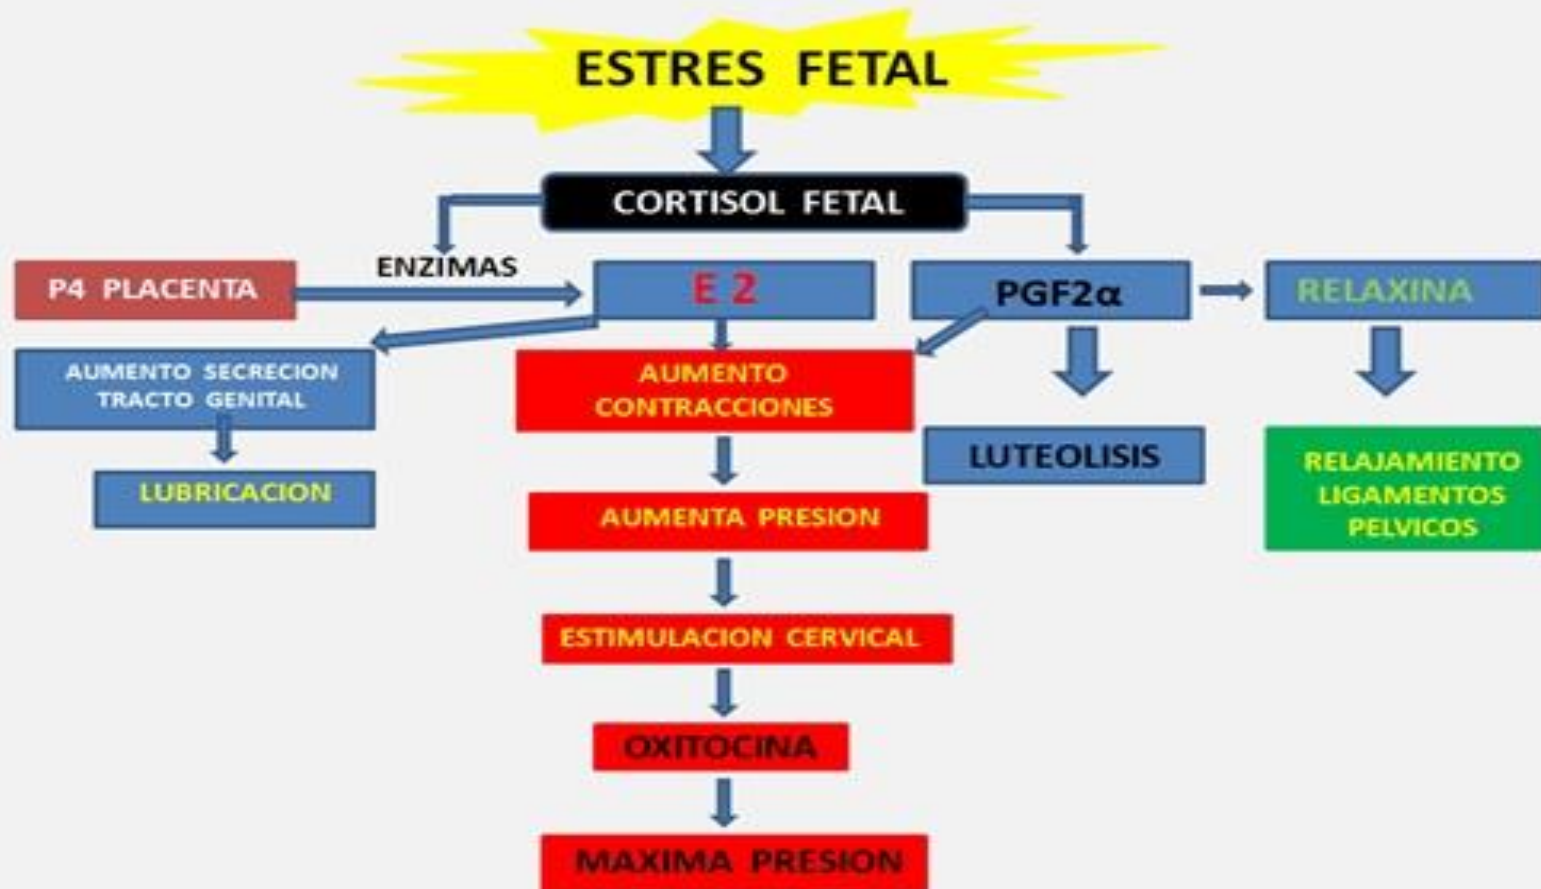 ESTRES FETAL
CORTISOL FETAL
ENZIMAS
P4 PLACENTA
E 2
PGF2α
RELAXINA
AUMENTO SECRECION
TRACTO GENITAL
AUMENTO
CONTRACCIONES
LUTEOLISIS
RELAJAMIENTO
LIGAMENTOS
PELVICOS
LUBRICACION
AUMENTA PRESION
ESTIMULACION CERVICAL
OXITOCINA
MAXIMA PRESION